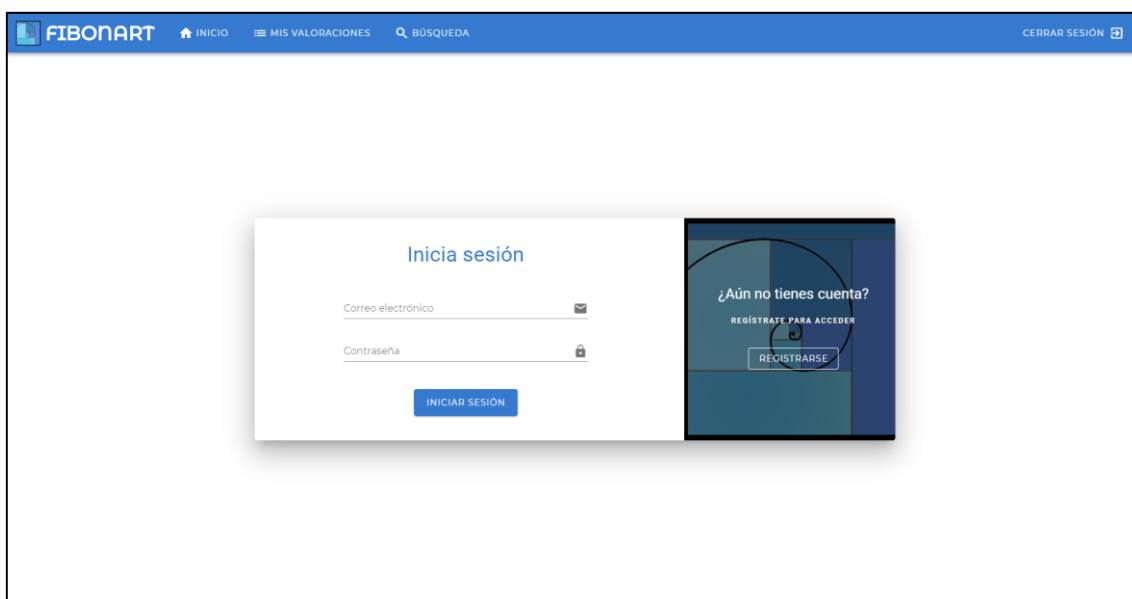 FIBONART INICIO MIS VALORACIONES BÚSQUEDA CERRAR SESIÓN
Inicia sesión
Correo electrónico
Contraseña
INICIAR SESIÓN
¿Aún no tienes cuenta?
REGÍSTRATE PARA ACCEDER
REGISTRARSE